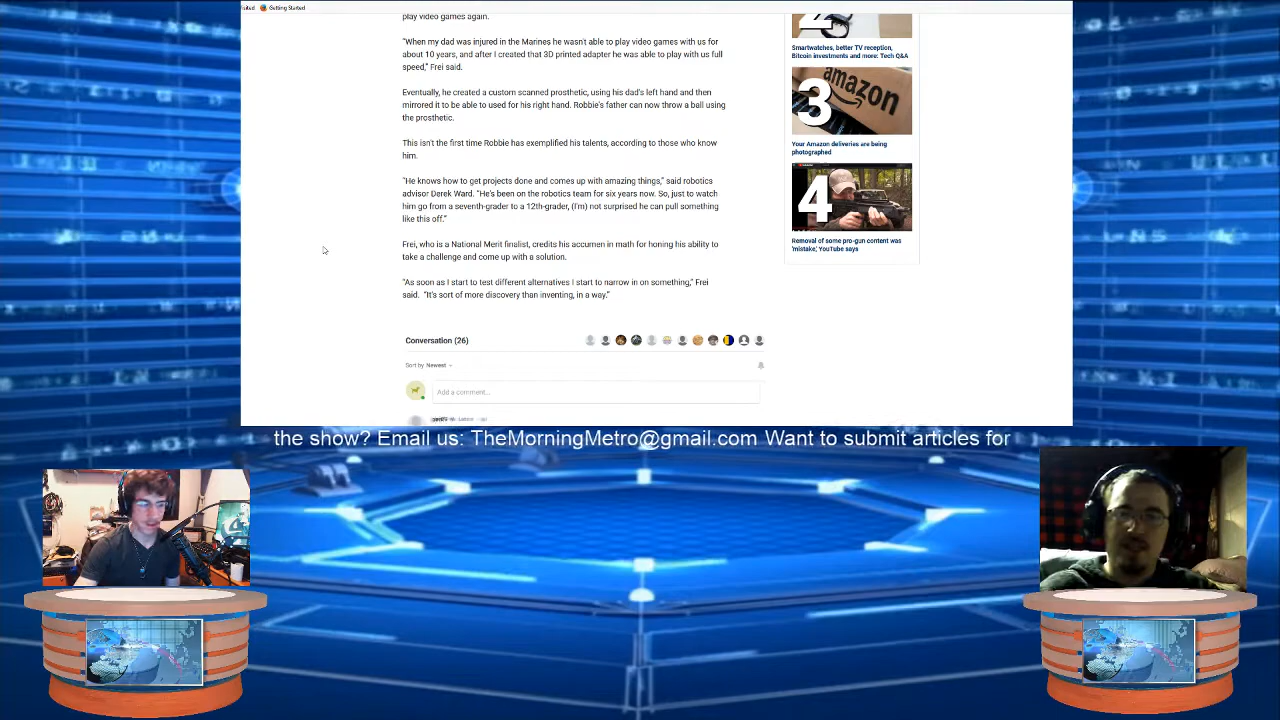 isited Getting Started
play video games again.
“When my dad was injured in the Marines he wasn't able to play video games with us for
about 10 years, and after I created that 3D printed adapter he was able to play with us full
speed,” Frei said.
Eventually, he created a custom scanned prosthetic, using his dad's left hand and then
mirrored it to be able to used for his right hand. Robbie's father can now throw a ball using
the prosthetic.
This isn't the first time Robbie has exemplified his talents, according to those who know
him.
“He knows how to get projects done and comes up with amazing things,” said robotics
advisor Derek Ward. “He's been on the robotics team for six years now. So, just to watch
him go from a seventh-grader to a 12th-grader, (I'm) not surprised he can pull something
like this off.”
Frei, who is a National Merit finalist, credits his accumen in math for honing his ability to
take a challenge and come up with a solution.
“As soon as I start to test different alternatives I start to narrow in on something,” Frei
said. “It's sort of more discovery than inventing, in a way.”
Conversation (26)
Sort by Newest
Add a comment...
2
Smartwatches, better TV reception,
Bitcoin investments and more: Tech Q&A
amazon
3
Your Amazon deliveries are being
photographed
4
Removal of some pro-gun content was
'mistake,' YouTube says
the show? Email us: TheMorningMetro@gmail.com Want to submit articles for